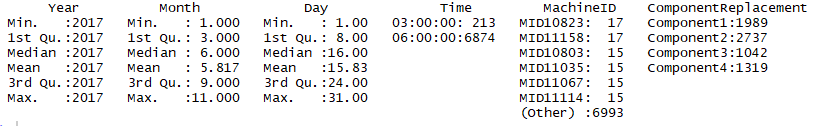 Year Month Day Time MachineID ComponentReplacement
Min. :2017 Min. : 1.000 Min. : 1.00 03:00:00: 213 MID10823: 17 Component1:1989
1st Qu.:2017 1st Qu.: 3.000 1st Qu.: 8.00 06:00:00:6874 MID11158: 17 Component2:2737
Median :2017 Median : 6.000 Median :16.00 MID10803: 15 Component3:1042
Mean :2017 Mean : 5.817 Mean :15.83 MID11035: 15 Component4:1319
3rd Qu.:2017 3rd Qu.: 9.000 3rd Qu.:24.00 MID11067: 15
Max. :2017 Max. :11.000 Max. :31.00 MID11114: 15
(Other) :6993